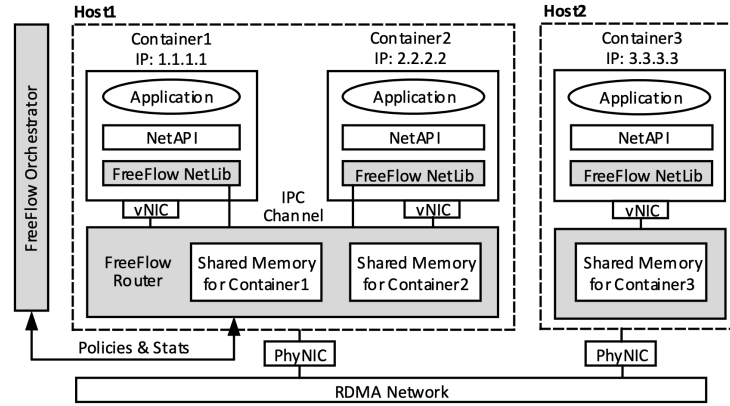 Host1
Host2
Container1
IP: 1.1.1.1
Container2
IP: 2.2.2.2
Container3
IP: 3.3.3.3
FreeFlow Orchestrator
Application
Application
Application
NetAPI
NetAPI
NetAPI
FreeFlow NetLib
FreeFlow NetLib
FreeFlow NetLib
IPC
Channel
vNIC
vNIC
vNIC
FreeFlow
Router
Shared Memory
for Container1
Shared Memory
for Container2
Shared Memory
for Container3
Policies & Stats
PhyNIC
PhyNIC
RDMA Network